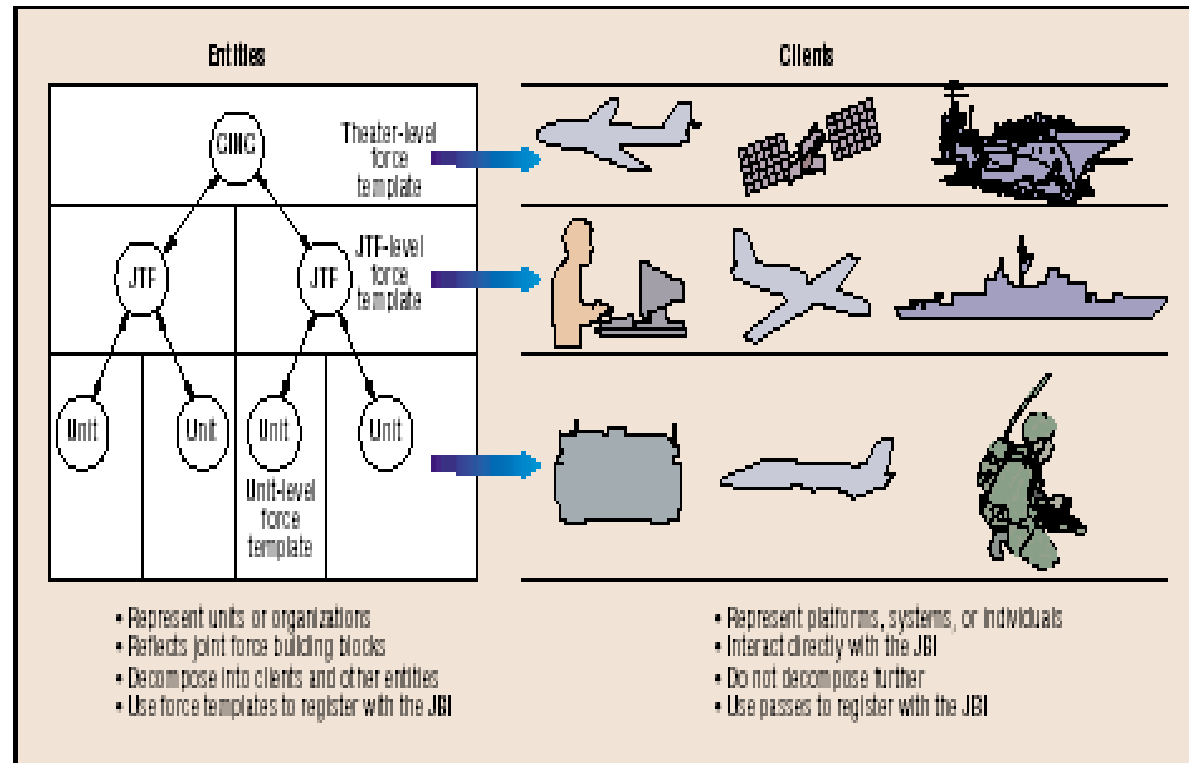 Entities
Clients
CINC
Theater-level
force
template
JTF
JTF
JTF-level
force
template
Unit
Unit
Unit
Unit
Unit-level
force
template
• Represent units or organizations
• Reflects joint force building blocks
• Decompose into clients and other entities
• Use force templates to register with the JBI
• Represent platforms, systems, or individuals
• Interact directly with the JBI
• Do not decompose further
• Use passes to register with the JBI